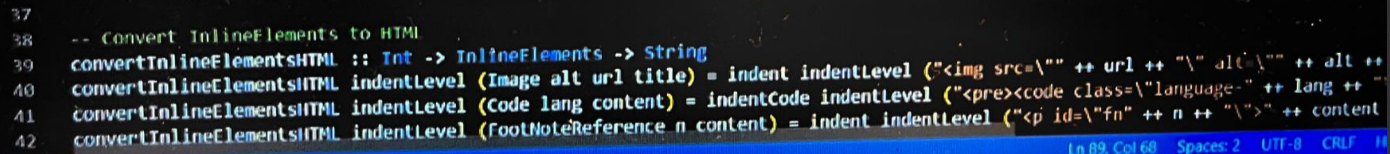 37
38 -- Convert InlineElements to HTML
39 convertInlineElementsHTML :: Int -> InlineElements -> String
40 convertInlineElementsHTML indentLevel (Image alt url title) = indent indentLevel ("<img src=\"" ++ url ++ "\" alt=\"" ++ alt ++
41 convertInlineElementsHTML indentLevel (Code lang content) = indentCode indentLevel ("<pre><code class=\"language-" ++ lang ++ "
42 convertInlineElementsHTML indentLevel (FootNoteReference n content) = indent indentLevel ("<p id=\"fn" ++ n ++ "\">" ++ content
Ln 89, Col 68 Spaces: 2 UTF-8 CRLF